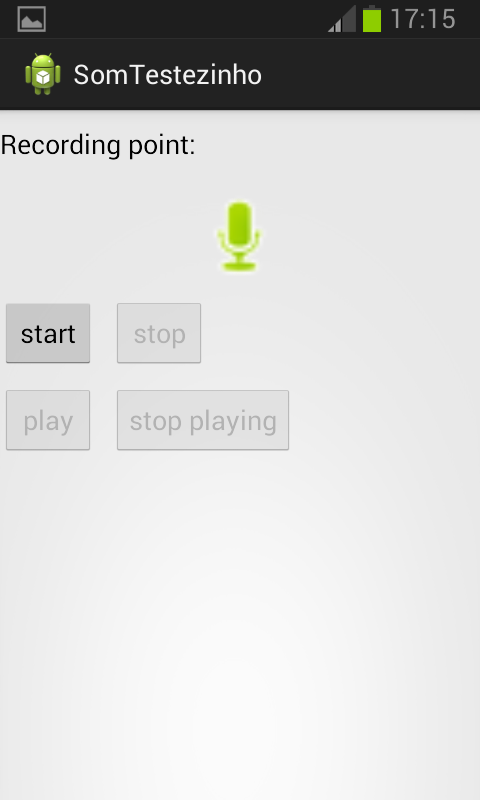 17:15
SomTestezinho
Recording point:
start stop
play stop playing